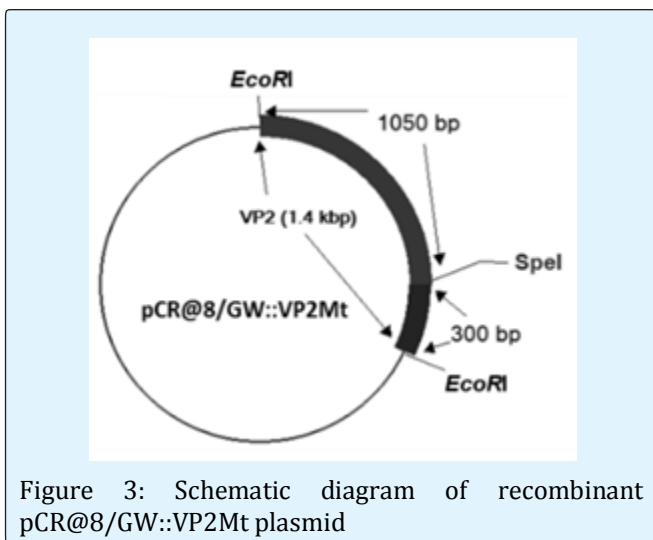 EcoRI
1050 bp
VP2 (1.4 kbp)
SpeI
pCR@8/GW::VP2Mt
300 bp
EcoRI
Figure 3: Schematic diagram of recombinant
pCR@8/GW::VP2Mt plasmid